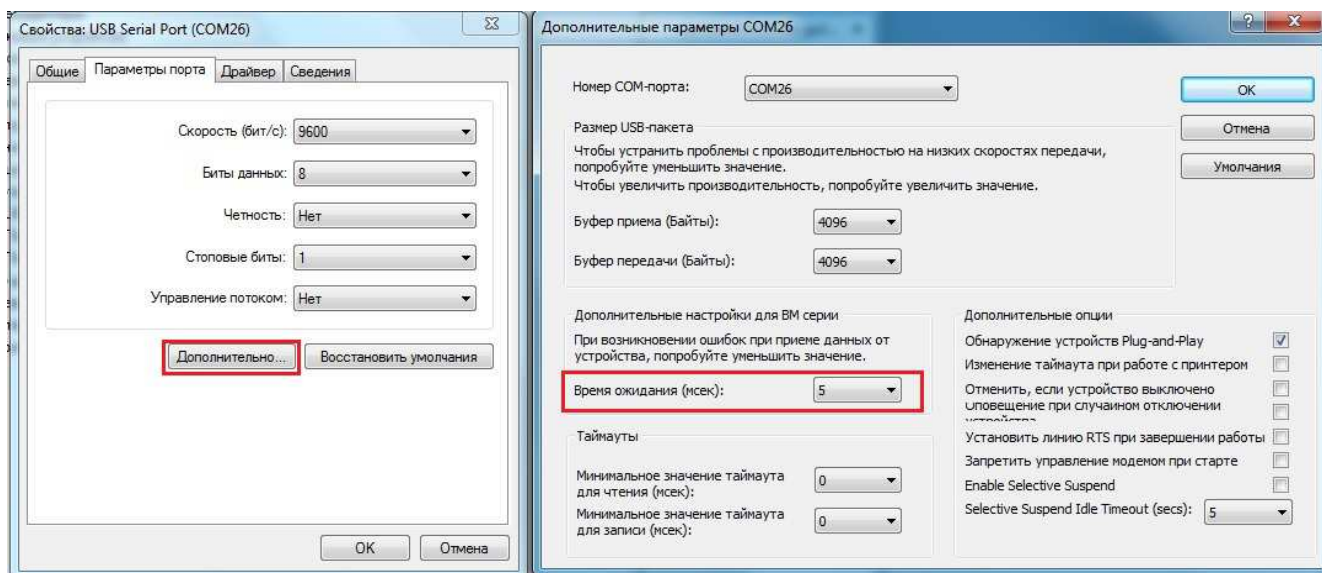 Свойства: USB Serial Port (COM26)
Общие
Параметры порта
Драйвер
Сведения
Скорость (бит/с): 9600
Биты данных: 8
Четность: Нет
Стоповые биты: 1
Управление потоком: Нет
Дополнительно...
Восстановить умолчания
OK
Отмена
Дополнительные параметры COM26
Номер COM-порта: COM26
OK
Отмена
Умолчания
Размер USB-пакета
Чтобы устранить проблемы с производительностью на низких скоростях передачи,
попробуйте уменьшить значение.
Чтобы увеличить производительность, попробуйте увеличить значение.
Буфер приема (Байты): 4096
Буфер передачи (Байты): 4096
Дополнительные настройки для ВМ серии
При возникновении ошибок при приеме данных от
устройства, попробуйте уменьшить значение.
Время ожидания (мсек): 5
Таймауты
Минимальное значение таймаута
для чтения (мсек): 0
Минимальное значение таймаута
для записи (мсек): 0
Дополнительные опции
Обнаружение устройств Plug-and-Play
Изменение таймаута при работе с принтером
Отменить, если устройство выключено
Оповещение при случайном отключении
Установить линию RTS при завершении работы
Запретить управление модемом при старте
Enable Selective Suspend
Selective Suspend Idle Timeout (secs): 5